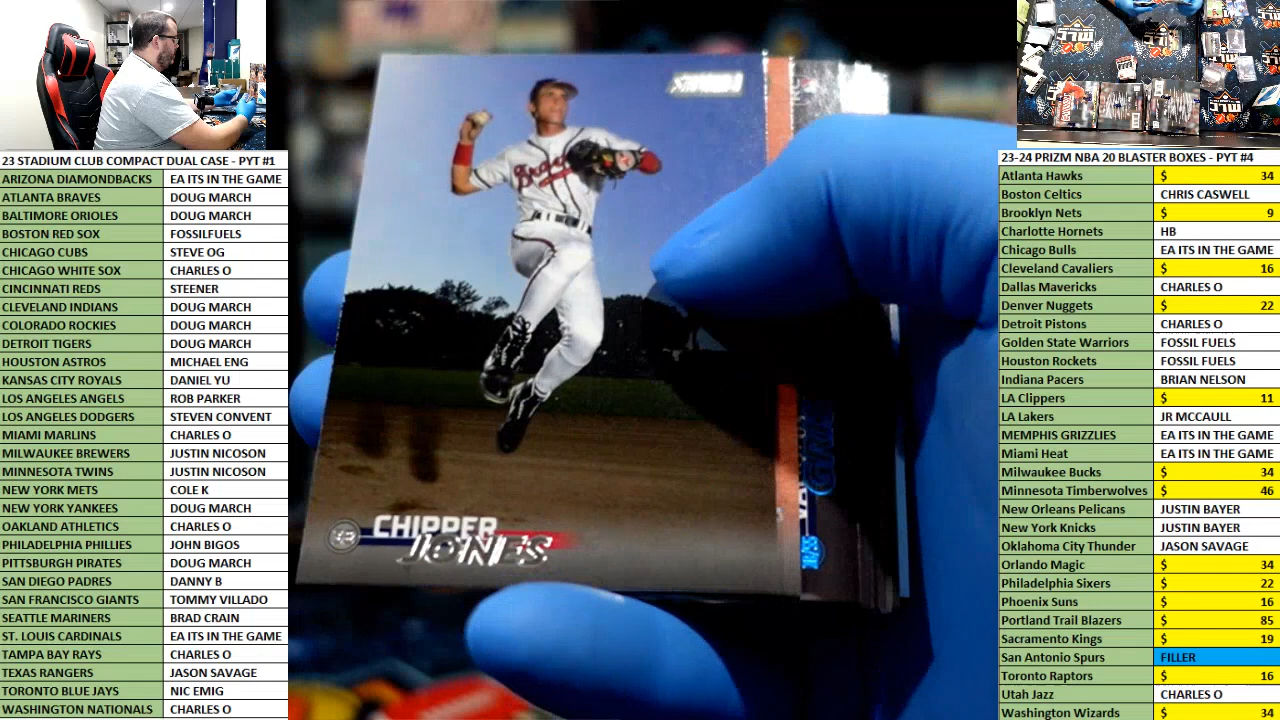 23 STADIUM CLUB COMPACT DUAL CASE - PYT #1
ARIZONA DIAMONDBACKS EA ITS IN THE GAME
ATLANTA BRAVES DOUG MARCH
BALTIMORE ORIOLES DOUG MARCH
BOSTON RED SOX FOSSILFUELS
CHICAGO CUBS STEVE OG
CHICAGO WHITE SOX CHARLES O
CINCINNATI REDS STEENER
CLEVELAND INDIANS DOUG MARCH
COLORADO ROCKIES DOUG MARCH
DETROIT TIGERS DOUG MARCH
HOUSTON ASTROS MICHAEL ENG
KANSAS CITY ROYALS DANIEL YU
LOS ANGELES ANGELS ROB PARKER
LOS ANGELES DODGERS STEVEN CONVENT
MIAMI MARLINS CHARLES O
MILWAUKEE BREWERS JUSTIN NICOSON
MINNESOTA TWINS JUSTIN NICOSON
NEW YORK METS COLE K
NEW YORK YANKEES DOUG MARCH
OAKLAND ATHLETICS CHARLES O
PHILADELPHIA PHILLIES JOHN BIGOS
PITTSBURGH PIRATES DOUG MARCH
SAN DIEGO PADRES DANNY B
SAN FRANCISCO GIANTS TOMMY VILLADO
SEATTLE MARINERS BRAD CRAIN
ST. LOUIS CARDINALS EA ITS IN THE GAME
TAMPA BAY RAYS CHARLES O
TEXAS RANGERS JASON SAVAGE
TORONTO BLUE JAYS NIC EMIG
WASHINGTON NATIONALS CHARLES O
Braves
CHIPPER
JONES
23-24 PRIZM NBA 20 BLASTER BOXES - PYT #4
Atlanta Hawks $ 34
Boston Celtics CHRIS CASWELL
Brooklyn Nets $ 9
Charlotte Hornets HB
Chicago Bulls EA ITS IN THE GAME
Cleveland Cavaliers $ 16
Dallas Mavericks CHARLES O
Denver Nuggets $ 22
Detroit Pistons CHARLES O
Golden State Warriors FOSSIL FUELS
Houston Rockets FOSSIL FUELS
Indiana Pacers BRIAN NELSON
LA Clippers $ 11
LA Lakers JR MCCAULL
MEMPHIS GRIZZLIES EA ITS IN THE GAME
Miami Heat EA ITS IN THE GAME
Milwaukee Bucks $ 34
Minnesota Timberwolves $ 46
New Orleans Pelicans JUSTIN BAYER
New York Knicks JUSTIN BAYER
Oklahoma City Thunder JASON SAVAGE
Orlando Magic $ 34
Philadelphia Sixers $ 22
Phoenix Suns $ 16
Portland Trail Blazers $ 85
Sacramento Kings $ 19
San Antonio Spurs FILLER
Toronto Raptors $ 16
Utah Jazz CHARLES O
Washington Wizards $ 34